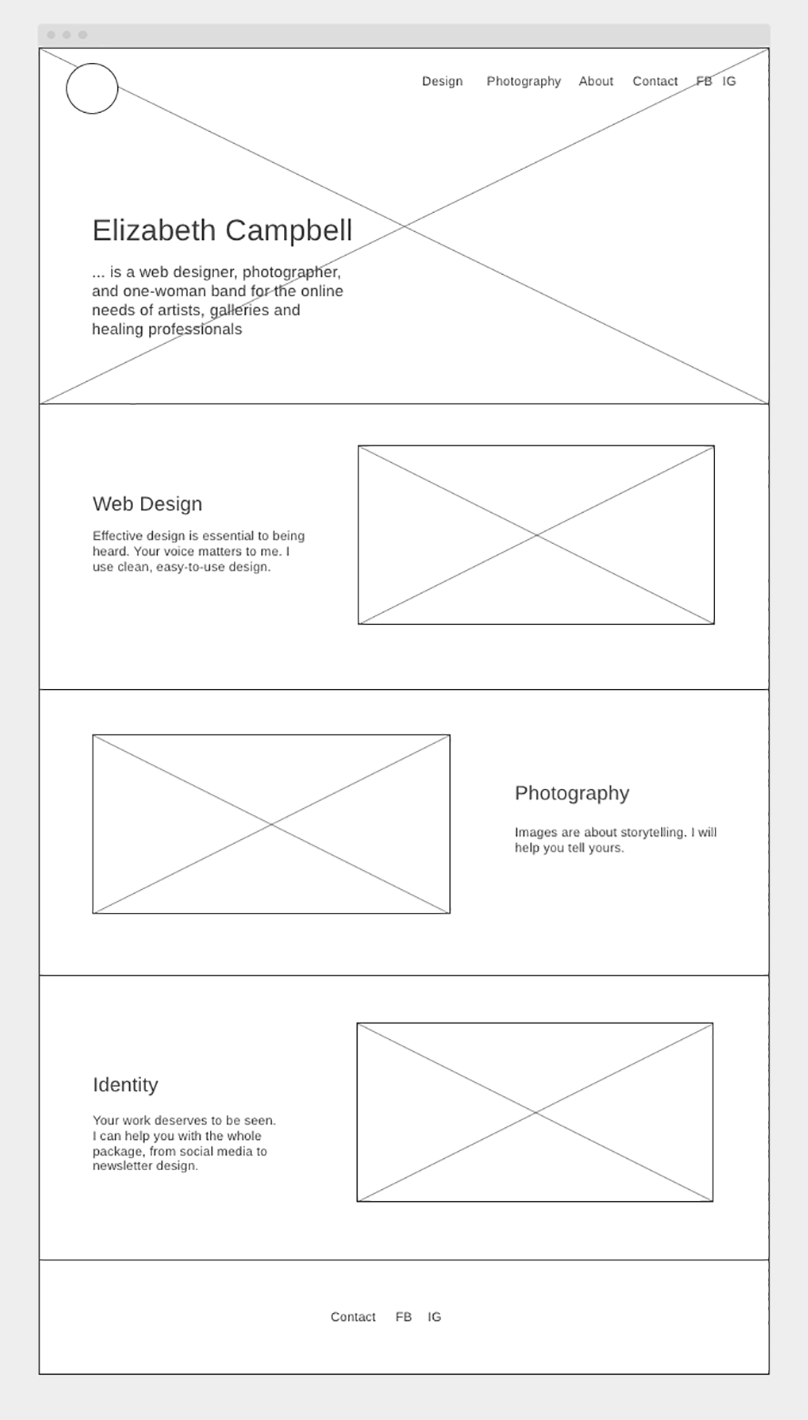 Design Photography About Contact FB IG
Elizabeth Campbell
... is a web designer, photographer,
and one-woman band for the online
needs of artists, galleries and
healing professionals
Web Design
Effective design is essential to being
heard. Your voice matters to me. I
use clean, easy-to-use design.
Photography
Images are about storytelling. I will
help you tell yours.
Identity
Your work deserves to be seen.
I can help you with the whole
package, from social media to
newsletter design.
Contact FB IG